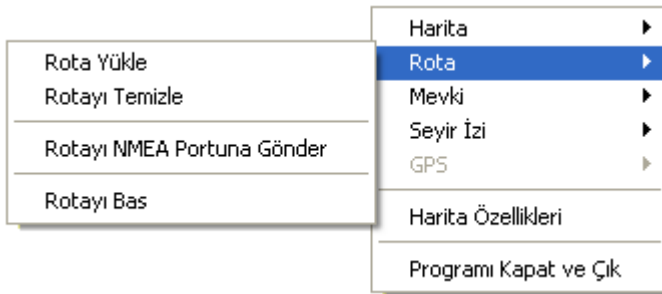 Harita
Rota
Mevki
Seyir İzi
GPS
Harita Özellikleri
Programı Kapat ve Çık
Rota Yükle
Rotayı Temizle
Rotayı NMEA Portuna Gönder
Rotayı Bas